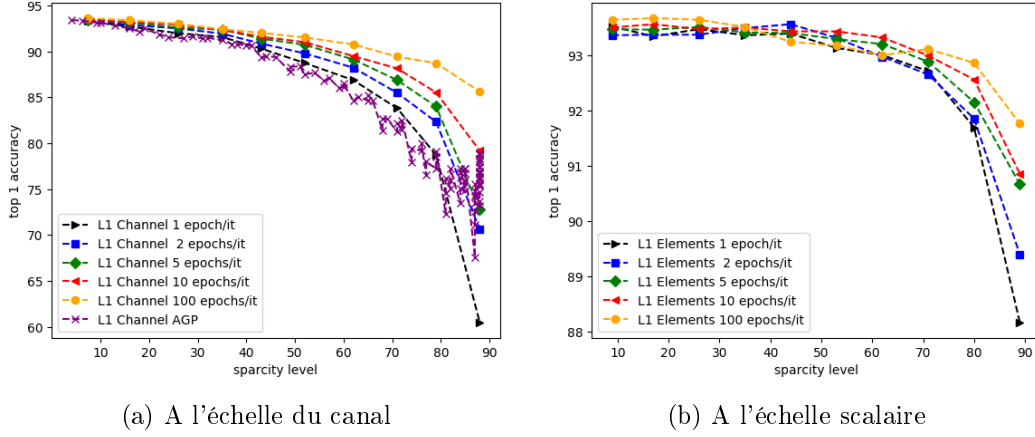 95
90
85
80
75
70
65
60
top 1 accuracy
L1 Channel 1 epoch/it
L1 Channel  2 epochs/it
L1 Channel 5 epochs/it
L1 Channel 10 epochs/it
L1 Channel 100 epochs/it
L1 Channel AGP
10 20 30 40 50 60 70 80 90
sparcity level
(a) A l'échelle du canal
93
92
91
90
89
88
top 1 accuracy
L1 Elements 1 epoch/it
L1 Elements  2 epochs/it
L1 Elements 5 epochs/it
L1 Elements 10 epochs/it
L1 Elements 100 epochs/it
10 20 30 40 50 60 70 80 90
sparcity level
(b) A l'échelle scalaire